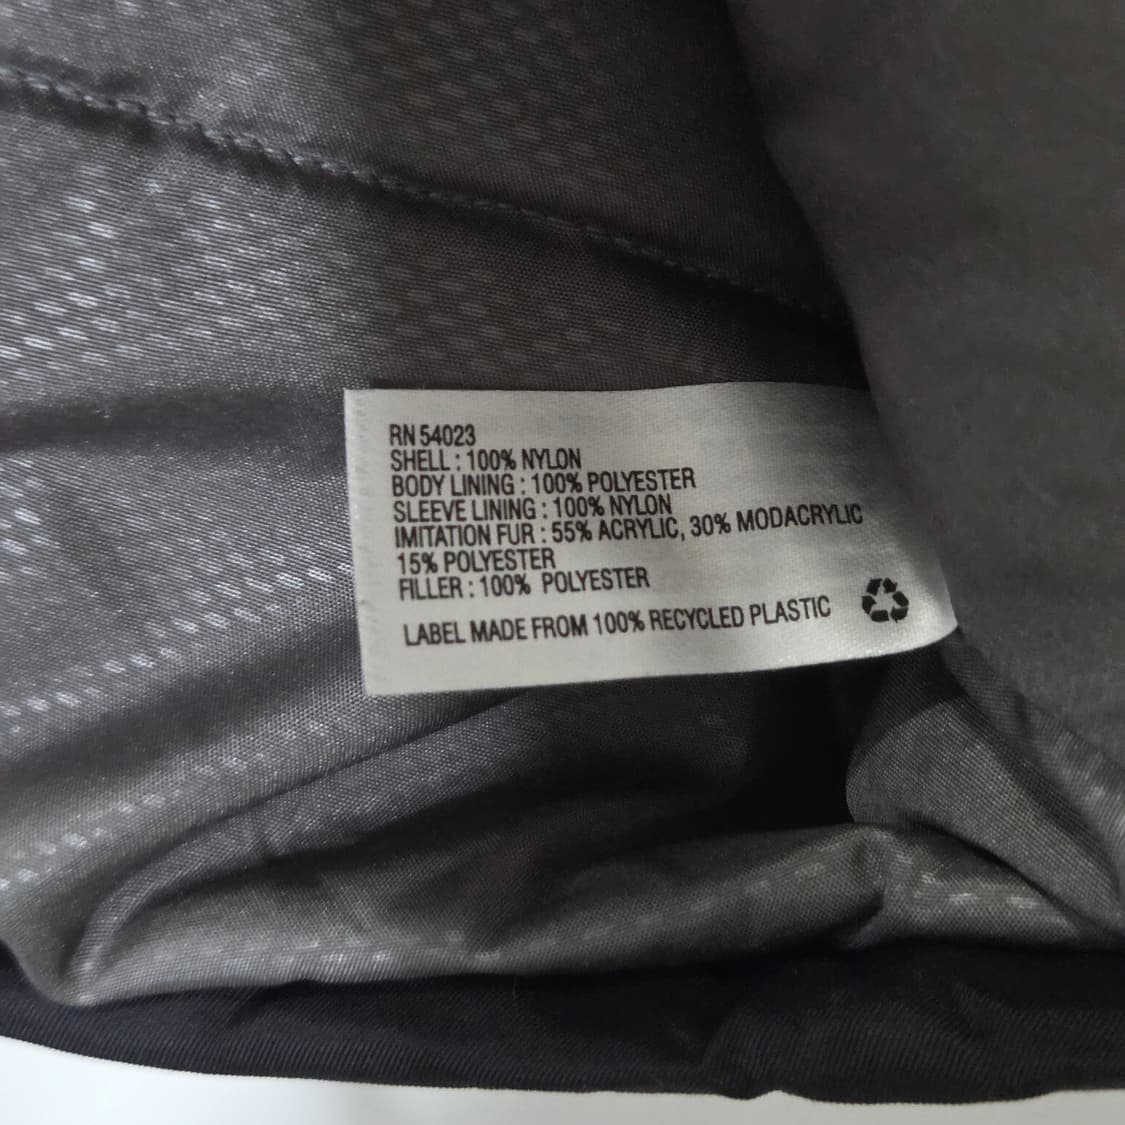 RN 54023
SHELL : 100% NYLON
BODY LINING : 100% POLYESTER
SLEEVE LINING : 100% NYLON
IMITATION FUR : 55% ACRYLIC, 30% MODACRYLIC
15% POLYESTER
FILLER : 100% POLYESTER
LABEL MADE FROM 100% RECYCLED PLASTIC